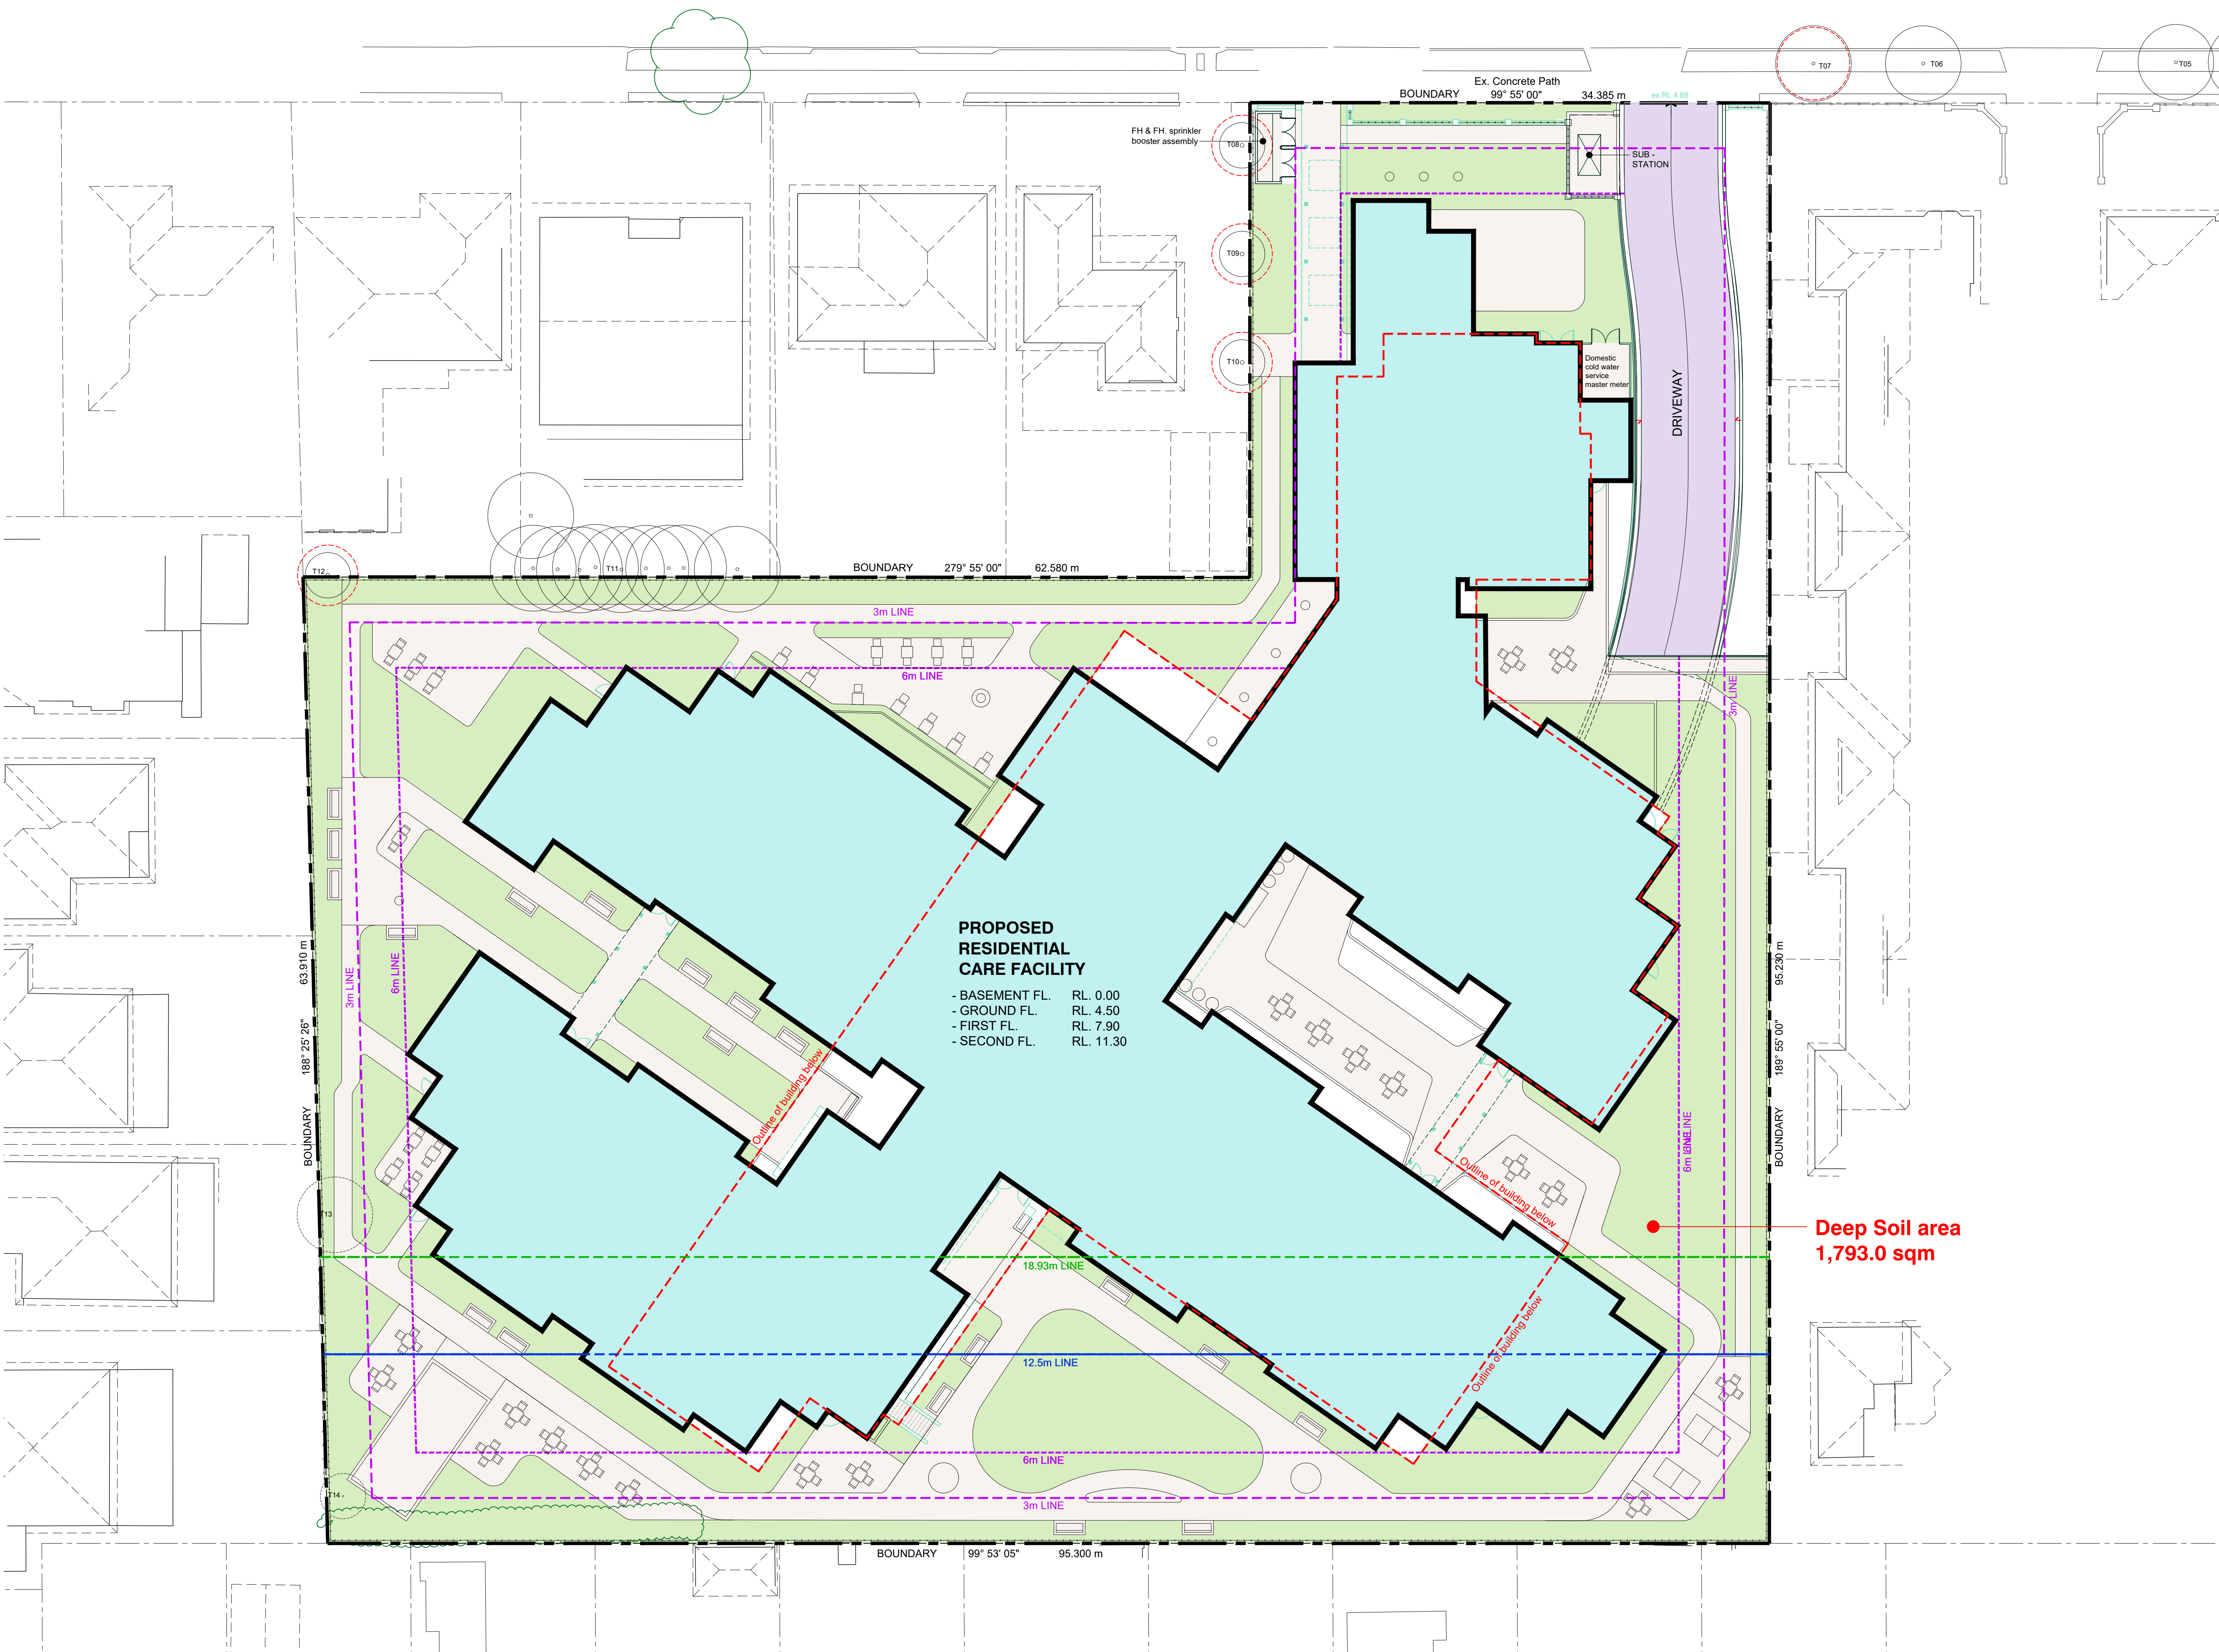 T07
T06
T05
Ex. Concrete Path
BOUNDARY 99° 55' 00" 34.385 m
ex.RL.4.88
FH & FH. sprinkler
booster assembly
T08
SUB -
STATION
T09
T10
Domestic
cold water
service
master meter
DRIVEWAY
T12
T11
BOUNDARY 279° 55' 00" 62.580 m
3m LINE
6m LINE
3m LINE
PROPOSED
RESIDENTIAL
CARE FACILITY
- BASEMENT FL. RL. 0.00
- GROUND FL. RL. 4.50
- FIRST FL. RL. 7.90
- SECOND FL. RL. 11.30
BOUNDARY 188° 25' 26" 63.910 m
3m LINE
6m LINE
Outline of building below
Outline of building below
Outline of building below
6m LINE
BOUNDARY 189° 55' 00" 95.230 m
T13
Deep Soil area
1,793.0 sqm
18.93m LINE
12.5m LINE
6m LINE
3m LINE
T14
BOUNDARY 99° 53' 05" 95.300 m